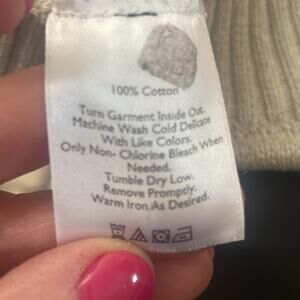 100% Cotton
Turn Garment Inside Out.
Machine Wash Cold Delicate
With Like Colors.
Only Non- Chlorine Bleach When
Needed.
Tumble Dry Low.
Remove Promptly.
Warm Iron As Desired.